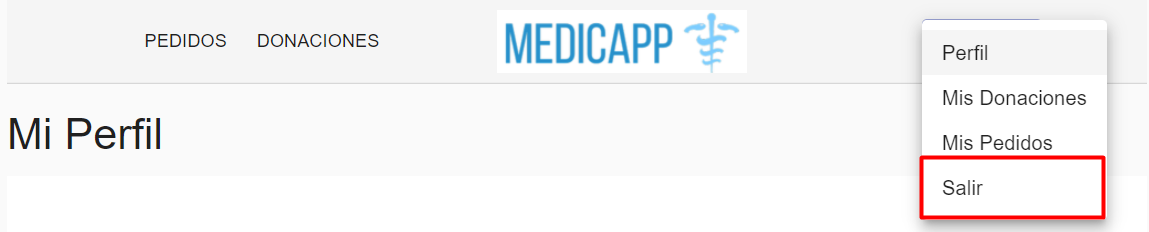 PEDIDOS DONACIONES MEDICAPP
Perfil
Mis Donaciones
Mis Pedidos
Salir
Mi Perfil